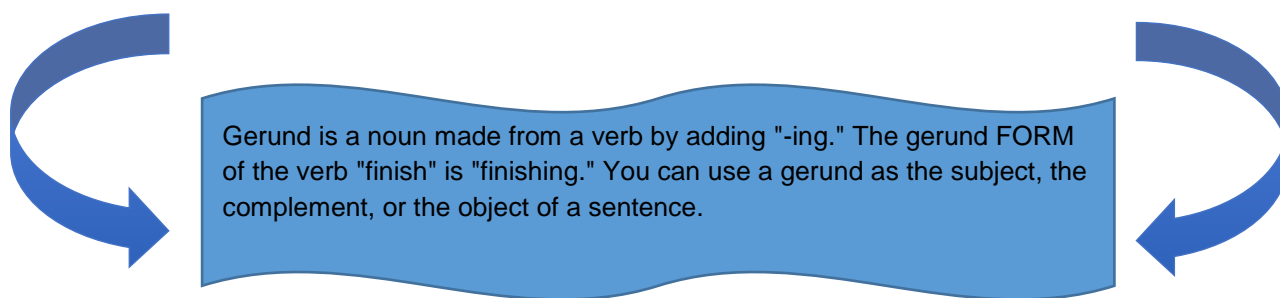 Gerund is a noun made from a verb by adding "-ing." The gerund FORM
of the verb "finish" is "finishing." You can use a gerund as the subject, the
complement, or the object of a sentence.